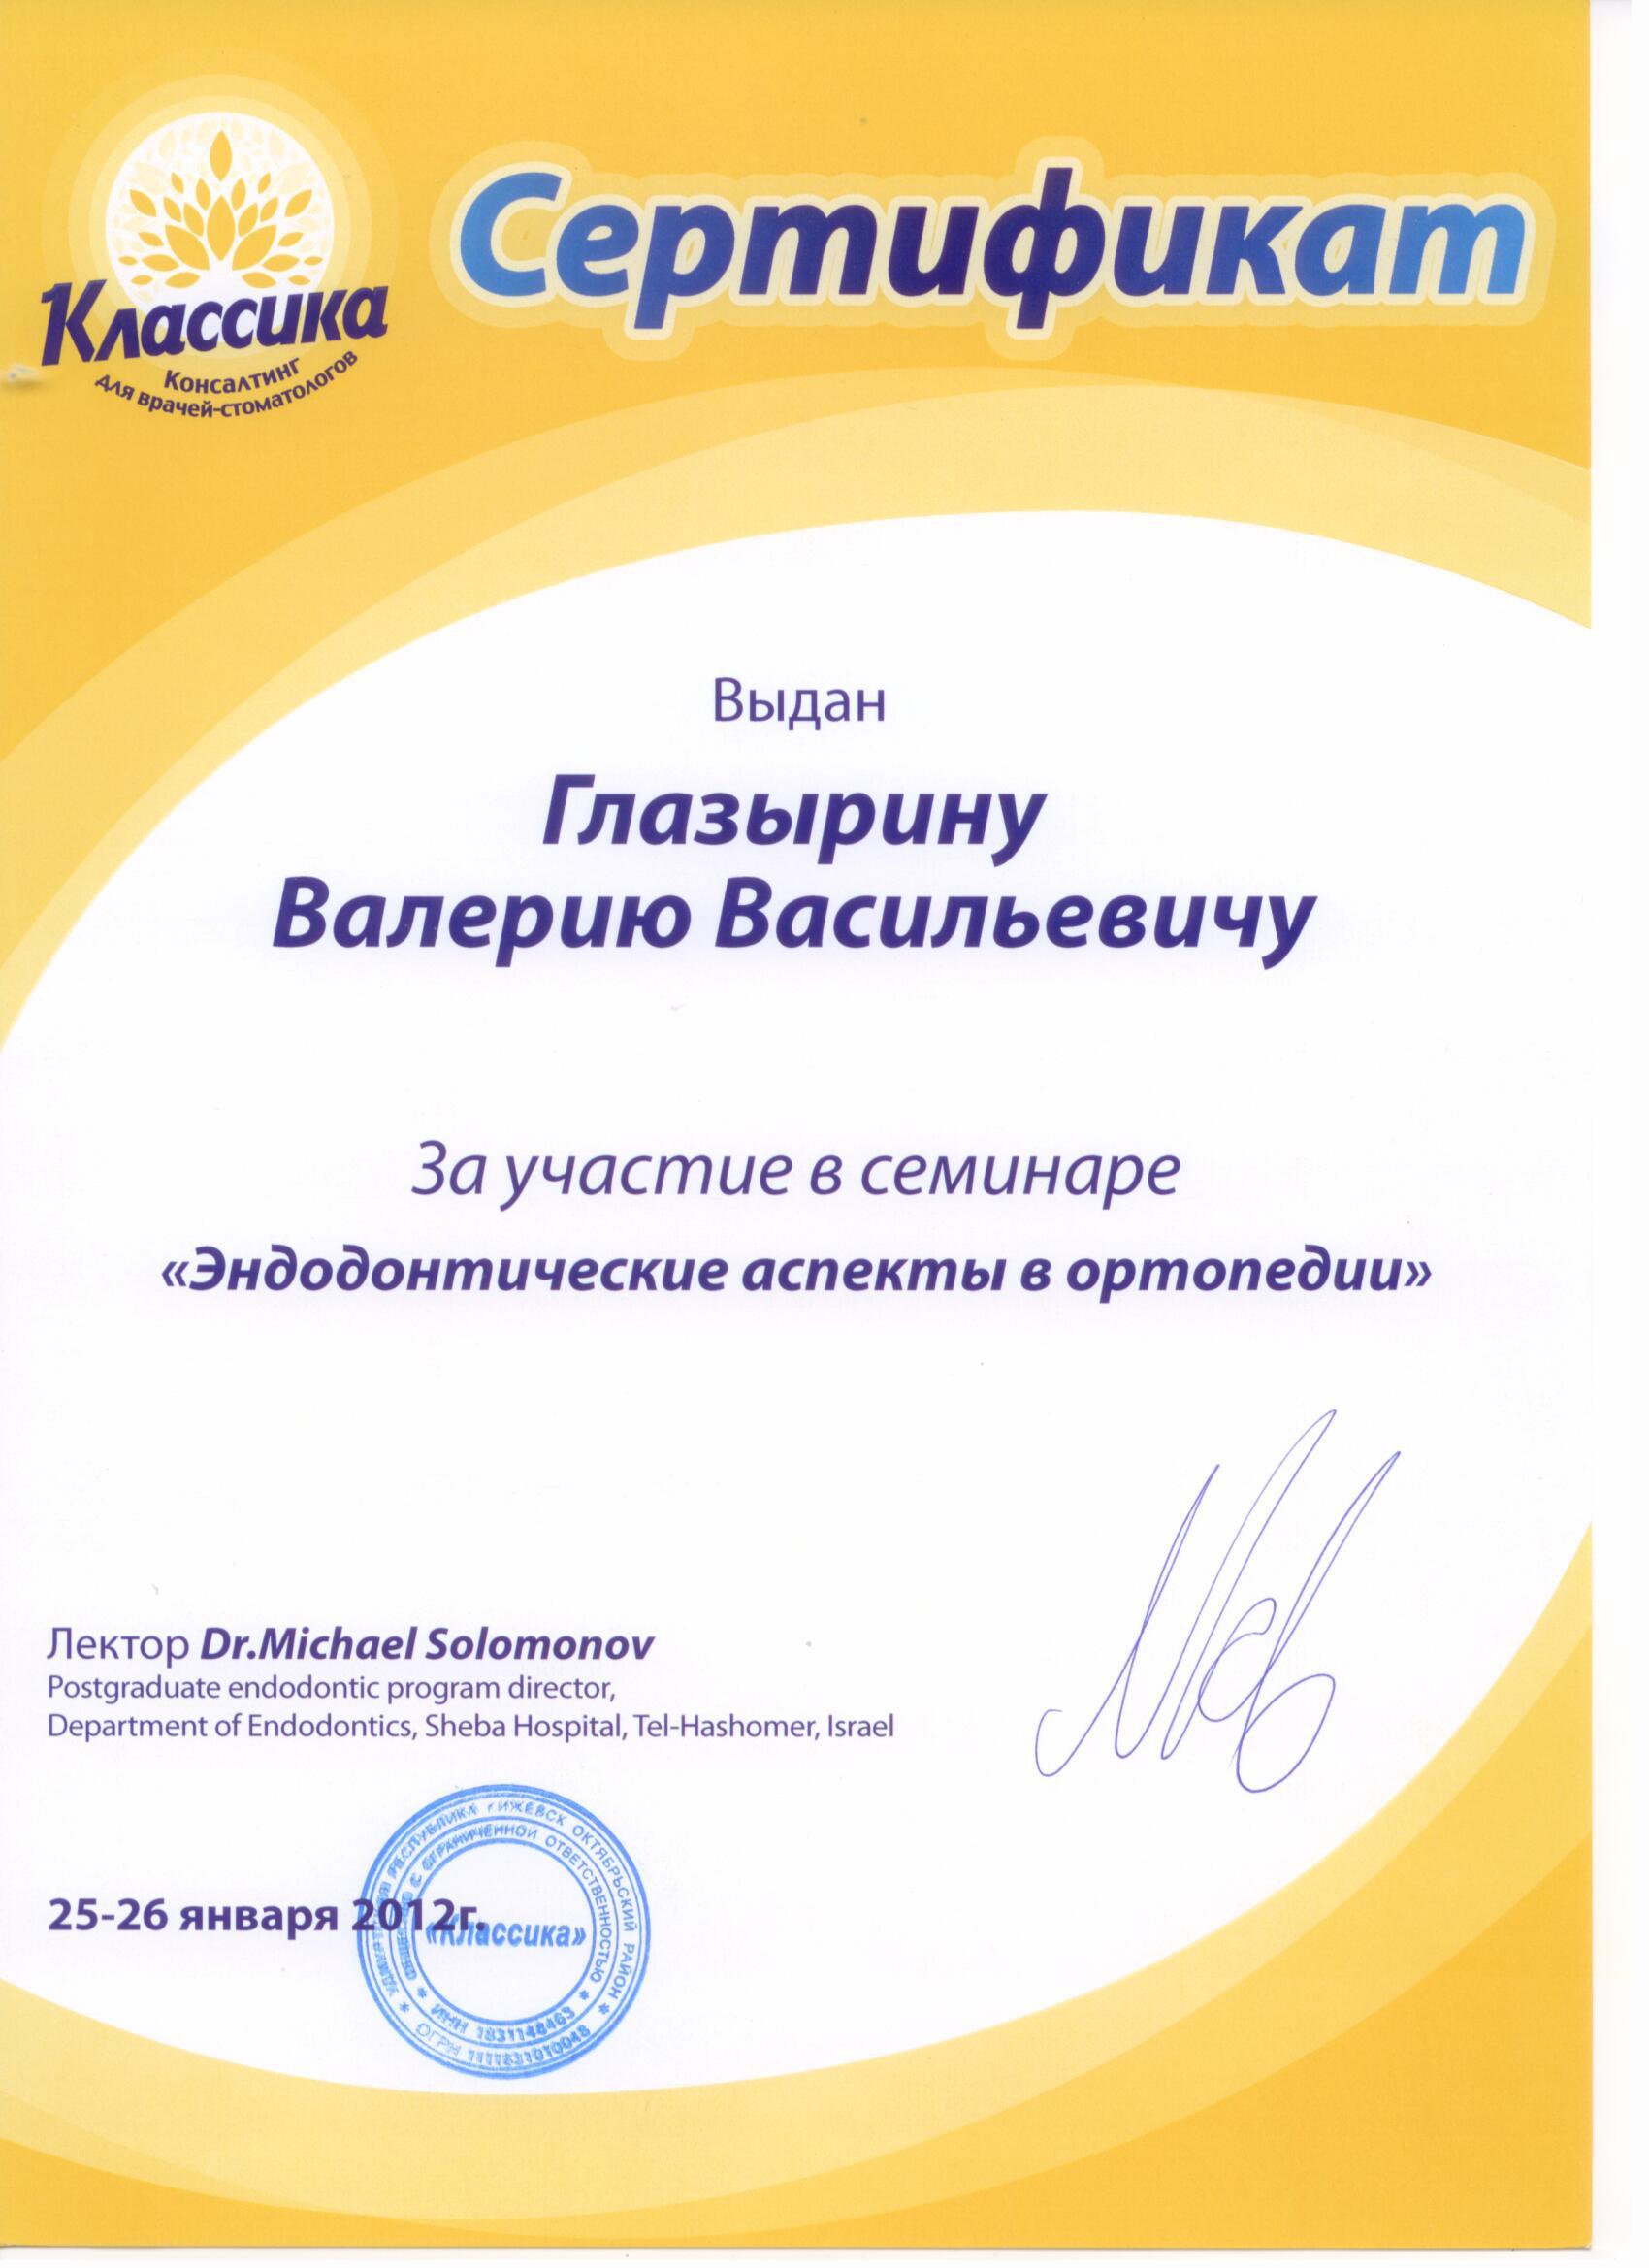 Классика
Консалтинг
для врачей-стоматологов
Сертификат
Выдан
Глазырину
Валерию Васильевичу
За участие в семинаре
«Эндодонтические аспекты в ортопедии»
Лектор Dr.Michael Solomonov
Postgraduate endodontic program director,
Department of Endodontics, Sheba Hospital, Tel-Hashomer, Israel
25-26 января 2012г.
РЕСПУБЛИКА г ИЖЕВСК ОКТЯБРЬСКИЙ РАЙОН
С ОГРАНИЧЕННОЙ ОТВЕТСТВЕННОСТЬЮ
«Классика»
ИНН 1831148463
ОГРН 1111831010048